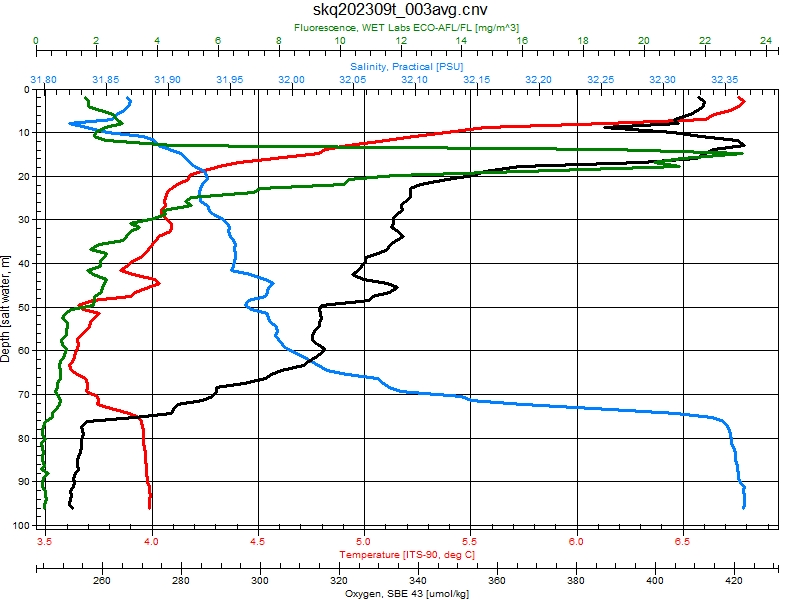 skq202309t_003avg.cnv
Fluorescence, WET Labs ECO-AFL/FL [mg/m^3]
0 2 4 6 8 10 12 14 16 18 20 22 24
Salinity, Practical [PSU]
31,80 31,85 31,90 31,95 32,00 32,05 32,10 32,15 32,20 32,25 32,30 32,35
0
10
20
30
40
50
60
70
80
90
100
Depth [salt water, m]
3.5 4.0 4.5 5.0 5.5 6.0 6.5
Temperature [ITS-90, deg C]
260 280 300 320 340 360 380 400 420
Oxygen, SBE 43 [umol/kg]